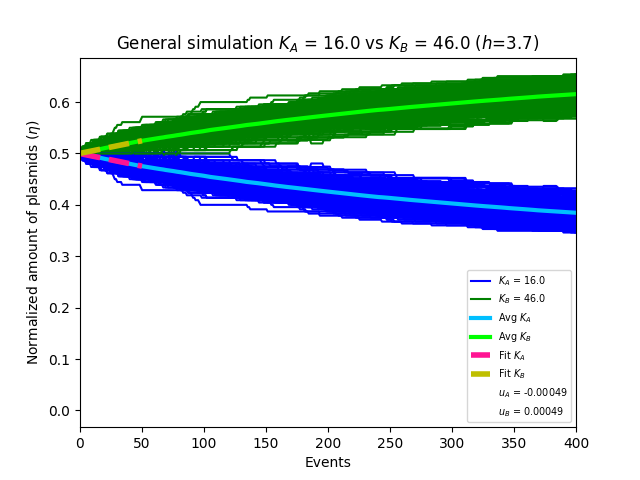 General simulation K_A = 16.0 vs K_B = 46.0 (h=3.7)
Normalized amount of plasmids (η)
0.6
0.5
0.4
0.3
0.2
0.1
0.0
K_A = 16.0
K_B = 46.0
Avg K_A
Avg K_B
Fit K_A
Fit K_B
u_A = -0.00049
u_B = 0.00049
0 50 100 150 200 250 300 350 400
Events